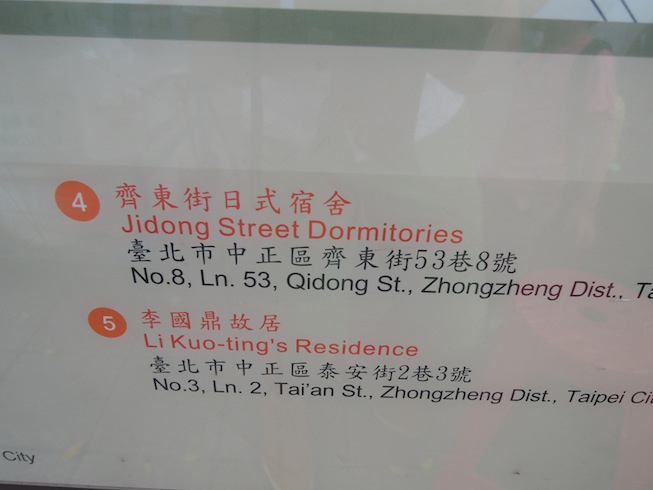 4 齊東街日式宿舍
Jidong Street Dormitories
臺北市中正區齊東街53巷8號
No.8, Ln. 53, Qidong St., Zhongzheng Dist.,
5 李國鼎故居
Li Kuo-ting's Residence
臺北市中正區泰安街2巷3號
No.3, Ln. 2, Tai'an St., Zhongzheng Dist., Taipei
City